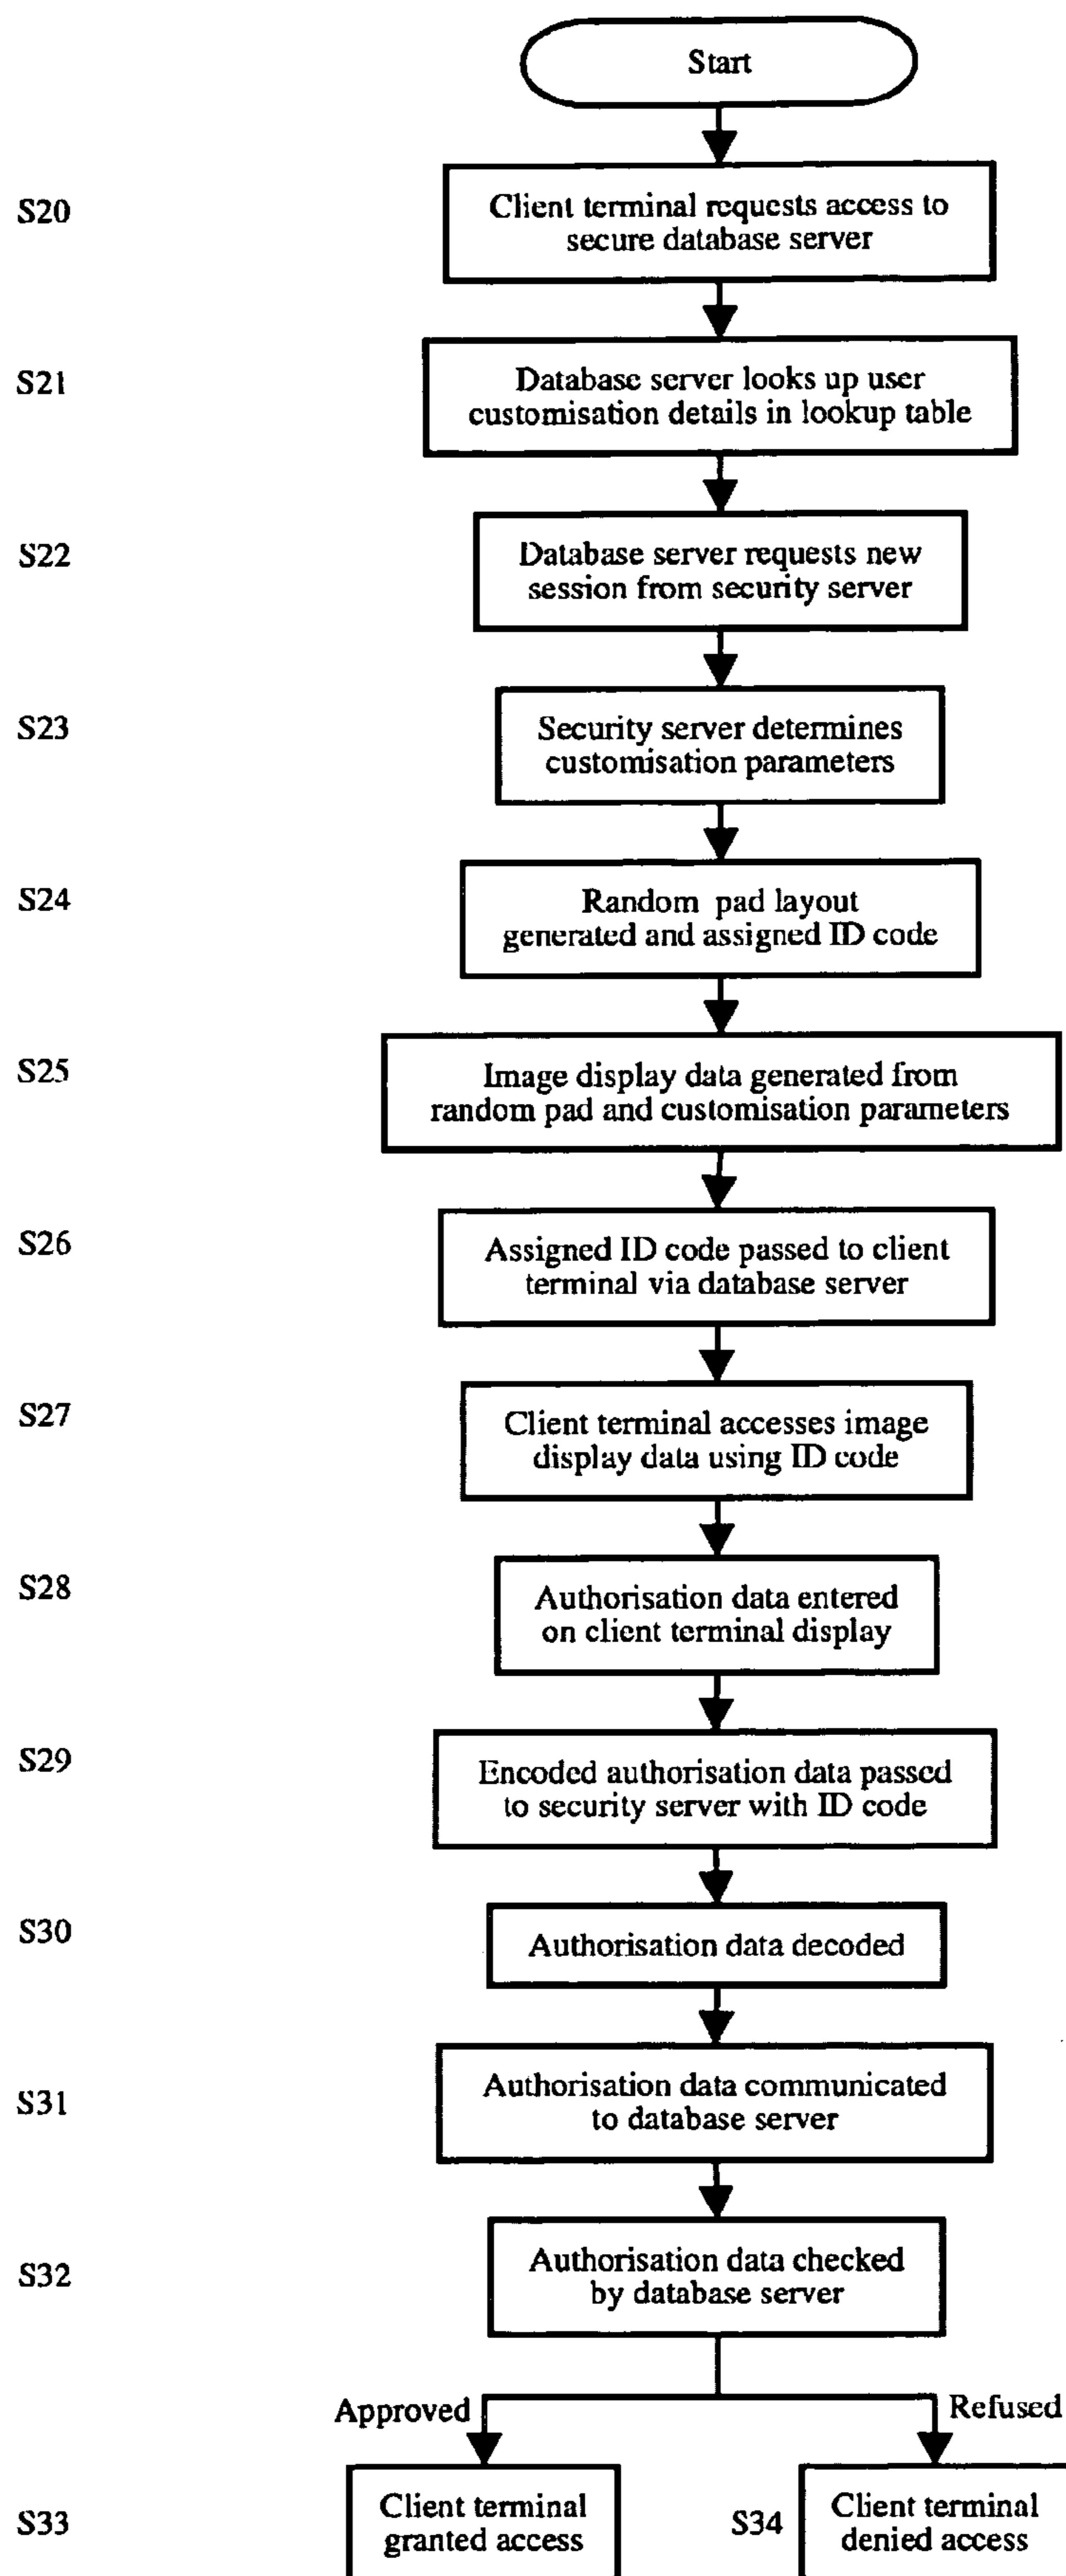 Start
S20
Client terminal requests access to
secure database server
S21
Database server looks up user
customisation details in lookup table
S22
Database server requests new
session from security server
S23
Security server determines
customisation parameters
S24
Random pad layout
generated and assigned ID code
S25
Image display data generated from
random pad and customisation parameters
S26
Assigned ID code passed to client
terminal via database server
S27
Client terminal accesses image
display data using ID code
S28
Authorisation data entered
on client terminal display
S29
Encoded authorisation data passed
to security server with ID code
S30
Authorisation data decoded
S31
Authorisation data communicated
to database server
S32
Authorisation data checked
by database server
Approved
Refused
S33
Client terminal
granted access
S34
Client terminal
denied access